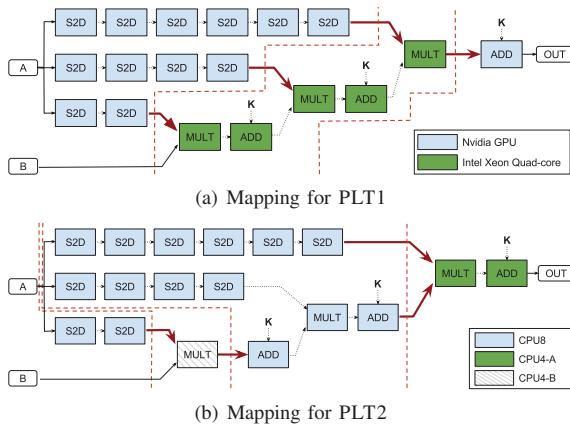 S2D S2D S2D S2D S2D S2D
K
A
MULT
ADD
OUT
S2D S2D S2D S2D
K
MULT
ADD
S2D S2D
K
MULT
ADD
B
Nvidia GPU
Intel Xeon Quad-core
(a) Mapping for PLT1
S2D S2D S2D S2D S2D S2D
K
A
MULT
ADD
OUT
S2D S2D S2D S2D
K
MULT
ADD
S2D S2D
K
MULT
ADD
B
CPU8
CPU4-A
CPU4-B
(b) Mapping for PLT2